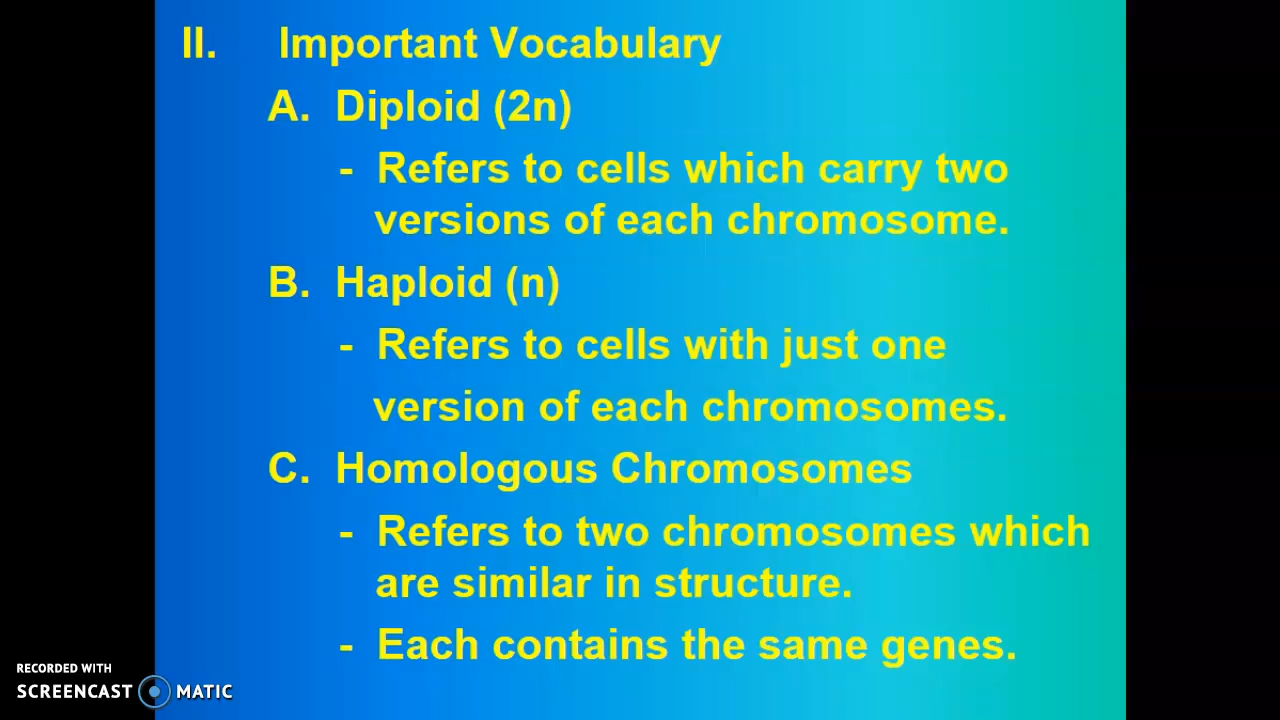 II. Important Vocabulary
A. Diploid (2n)
- Refers to cells which carry two
versions of each chromosome.
B. Haploid (n)
- Refers to cells with just one
version of each chromosomes.
C. Homologous Chromosomes
- Refers to two chromosomes which
are similar in structure.
- Each contains the same genes.
RECORDED WITH
SCREENCAST MATIC